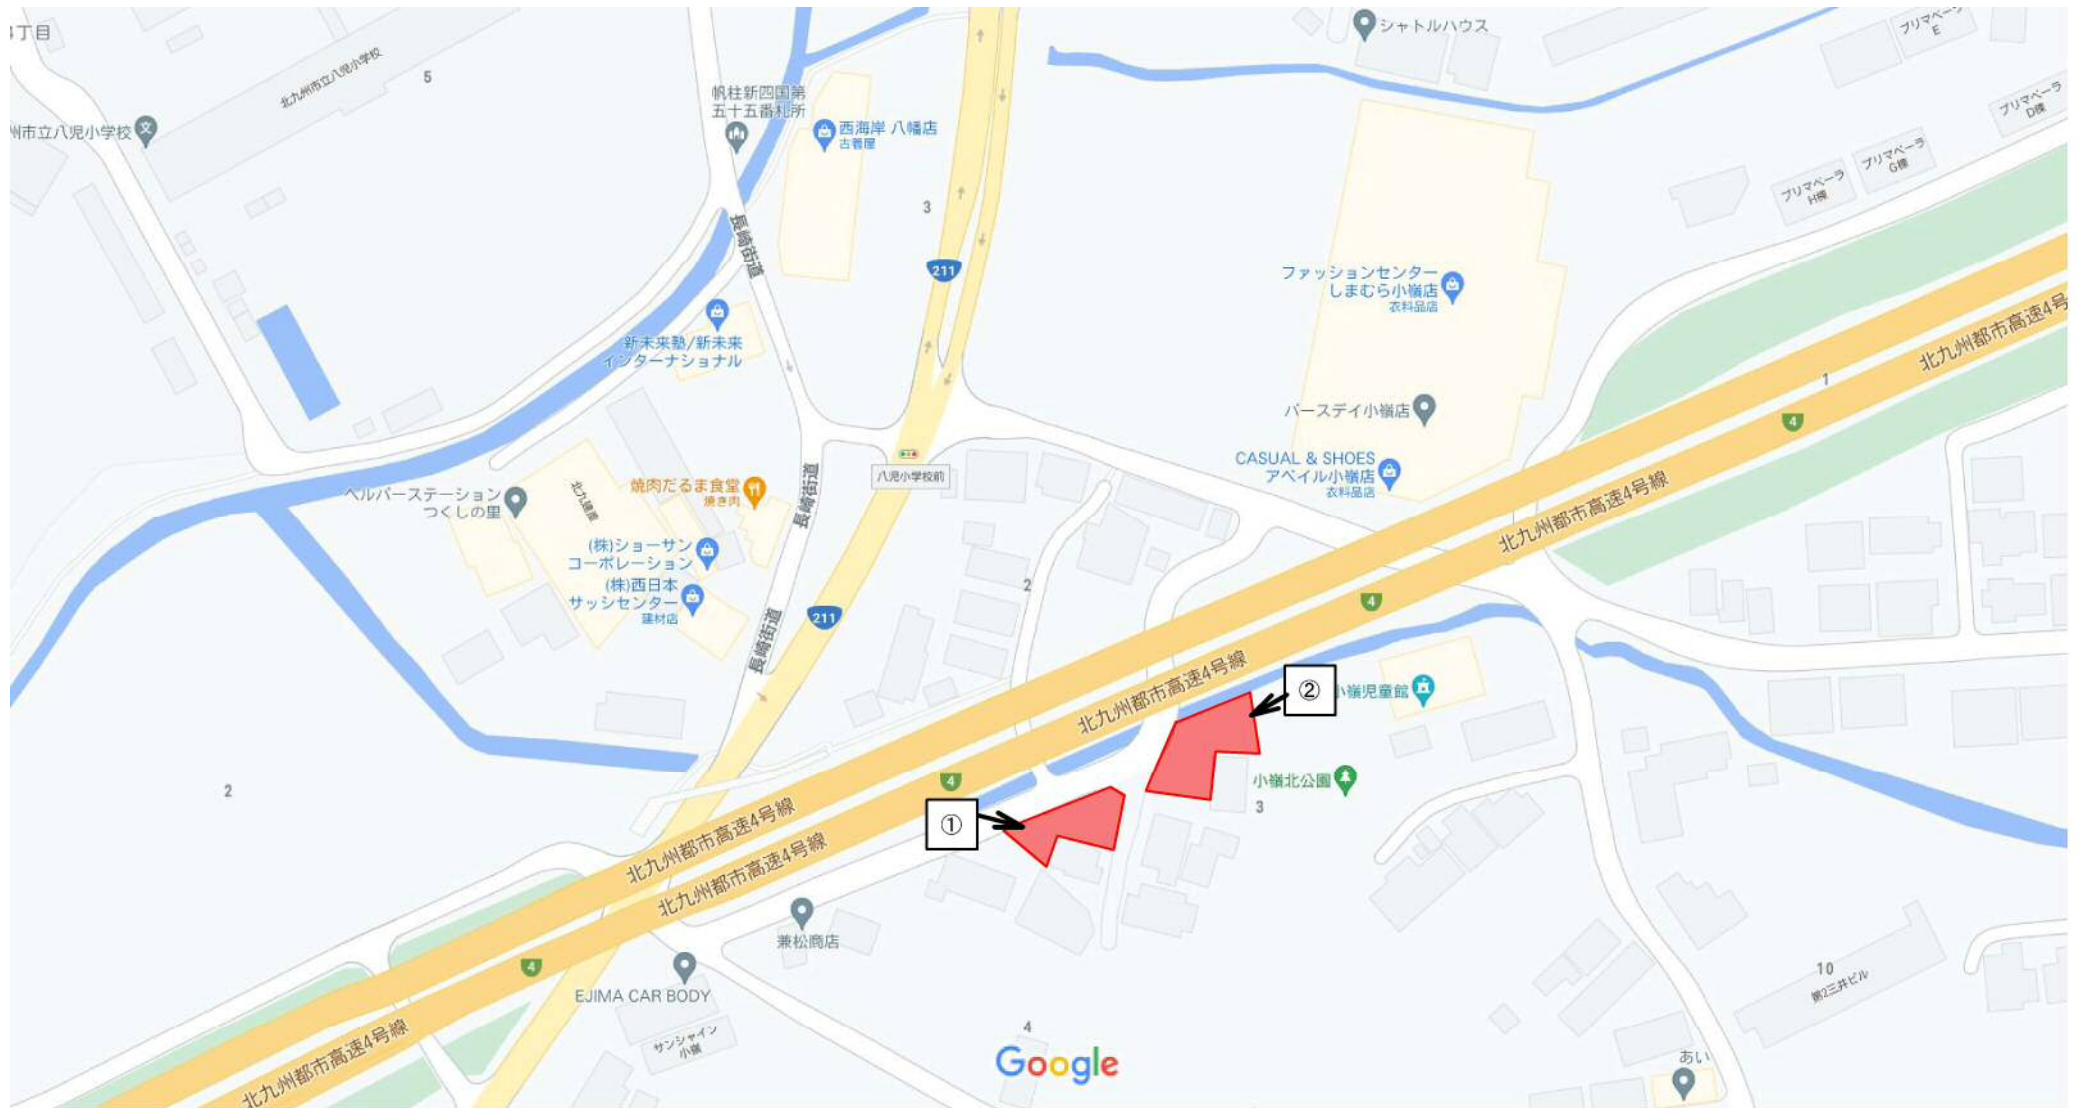 3丁目
北九州市立八児小学校
5
州市立八児小学校
帆柱新四国第
五十五番札所
西海岸 八幡店
古着屋
シャトルハウス
プリマベーラ
E
プリマベーラ
D棟
プリマベーラ
G棟
プリマベーラ
H棟
3
長崎街道
211
ファッションセンター
しまむら小嶺店
衣料品店
新未来塾/新未来
インターナショナル
北九州都市高速4号
1
4
バースデイ小嶺店
CASUAL & SHOES
アベイル小嶺店
衣料品店
八児小学校前
長崎街道
焼肉だるま食堂
焼き肉
ヘルパーステーション
つくしの里
北九建産
(株)ショーサン
コーポレーション
(株)西日本
サッシセンター
建材店
211
長崎街道
2
北九州都市高速4号線
4
北九州都市高速4号線
②
小嶺児童館
小嶺北公園
3
4
①
2
北九州都市高速4号線
北九州都市高速4号線
兼松商店
4
EJIMA CAR BODY
サンシャイン
小嶺
北九州都市高速4号線
4
10
第2三井ビル
あい
Google